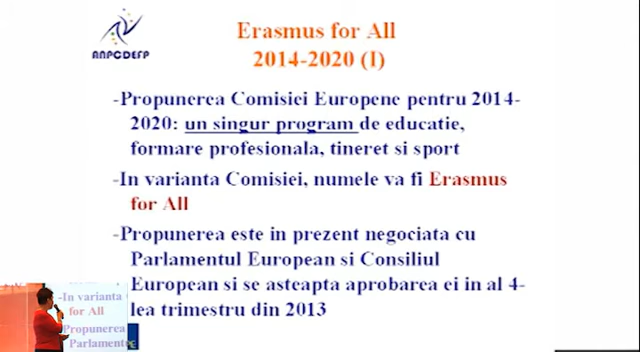 ANPCDEFP
Erasmus for All
2014-2020 (I)
-Propunerea Comisiei Europene pentru 2014-
2020: un singur program de educatie,
formare profesionala, tineret si sport
-In varianta Comisiei, numele va fi Erasmus
for All
-Propunerea este in prezent negociata cu
Parlamentul European si Consiliul
European si se asteapta aprobarea ei in al 4-
lea trimestru din 2013
-In varianta
for All
Propunerea
Parlamentu